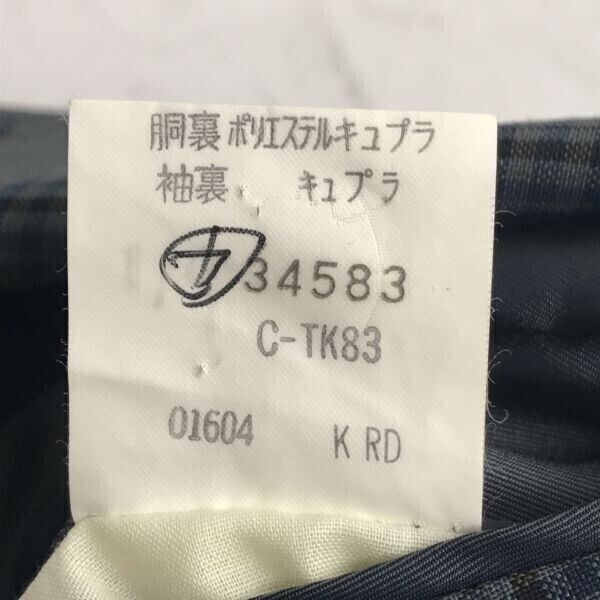 胴裏 ポリエステルキュプラ
袖裏 キュプラ
34583
C-TK83
01604 K RD